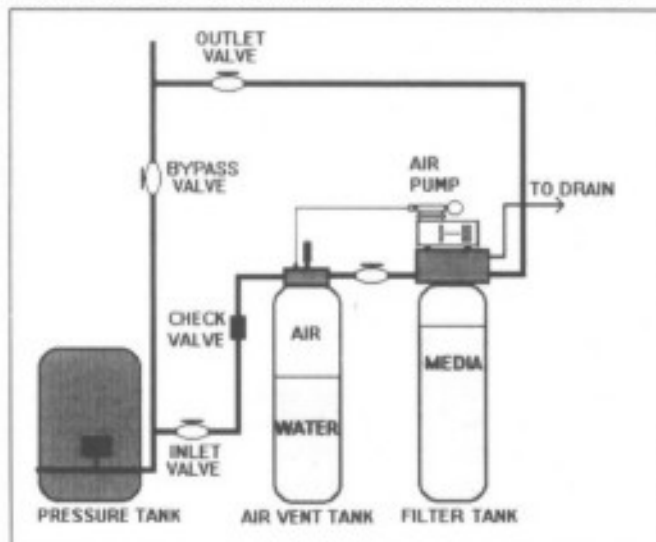 OUTLET
VALVE
BYPASS
VALVE
AIR
PUMP
TO DRAIN
CHECK
VALVE
AIR
MEDIA
WATER
INLET
VALVE
PRESSURE TANK
AIR VENT TANK
FILTER TANK